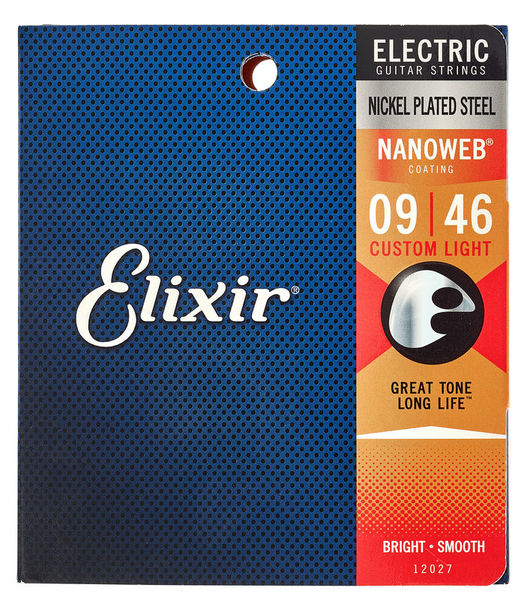 ELECTRIC
GUITAR STRINGS
NICKEL PLATED STEEL
NANOWEB®
COATING
09 | 46
CUSTOM LIGHT
Elixir®
GREAT TONE
LONG LIFE™
BRIGHT • SMOOTH
12027